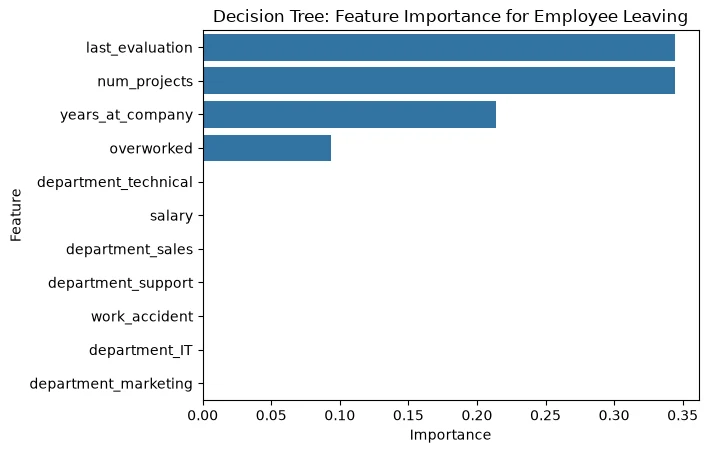 Decision Tree: Feature Importance for Employee Leaving
last_evaluation
num_projects
years_at_company
overworked
department_technical
salary
department_sales
department_support
work_accident
department_IT
department_marketing
Feature
0.00 0.05 0.10 0.15 0.20 0.25 0.30 0.35
Importance